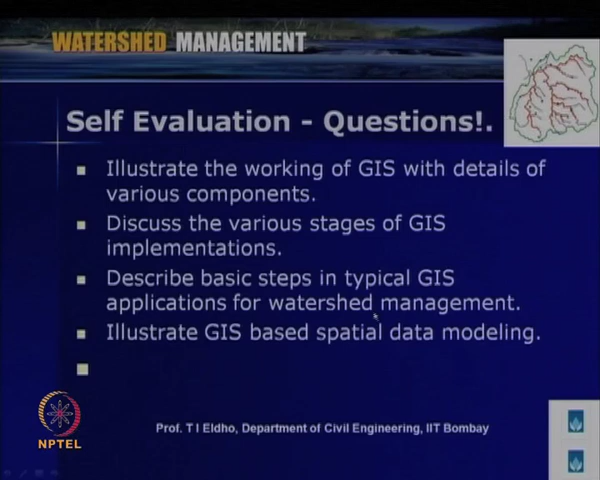 WATERSHED MANAGEMENT
Self Evaluation - Questions!.
Illustrate the working of GIS with details of
various components.
Discuss the various stages of GIS
implementations.
Describe basic steps in typical GIS
applications for watershed management.
Illustrate GIS based spatial data modeling.
Prof. T I Eldho, Department of Civil Engineering, IIT Bombay
NPTEL